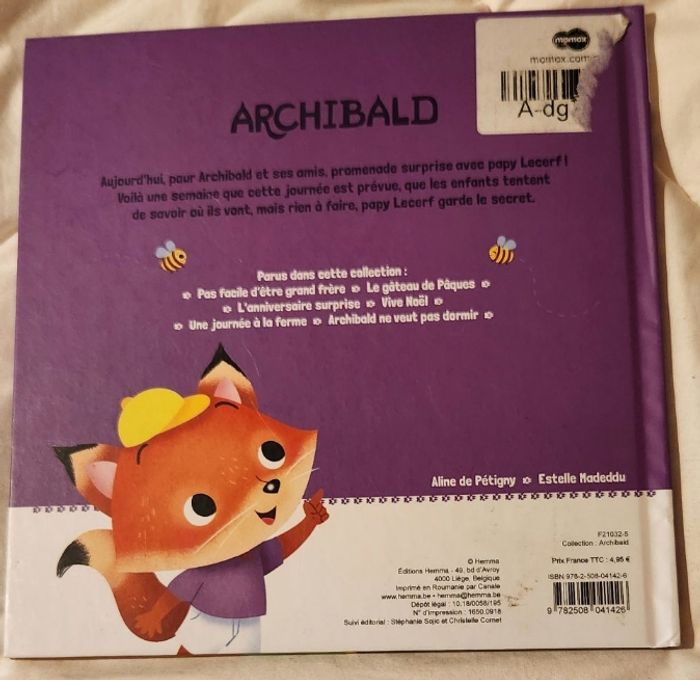 momox
momox.com
A-dg
ARCHIBALD
Aujourd'hui, pour Archibald et ses amis, promenade surprise avec papy Lecerf !
Voilà une semaine que cette journée est prévue, que les enfants tentent
de savoir où ils vont, mais rien à faire, papy Lecerf garde le secret.
Parus dans cette collection :
Pas facile d'être grand frère Le gâteau de Pâques
L'anniversaire surprise Vive Noël
Une journée à la ferme Archibald ne veut pas dormir
Aline de Pétigny Estelle Madeddu
F21032-5
Collection : Archibald
© Hemma
Éditions Hemma - 49, bd d'Avroy
4000 Liège, Belgique
Imprimé en Roumanie par Canale
www.hemma.be • hemma@hemma.be
Dépôt légal : 10.18/0058/195
N° d'impression : 1650.0918
Suivi éditorial : Stéphanie Sojic et Christelle Cornet
Prix France TTC : 4,95 €
ISBN 978-2-508-04142-6
9 782508 041426